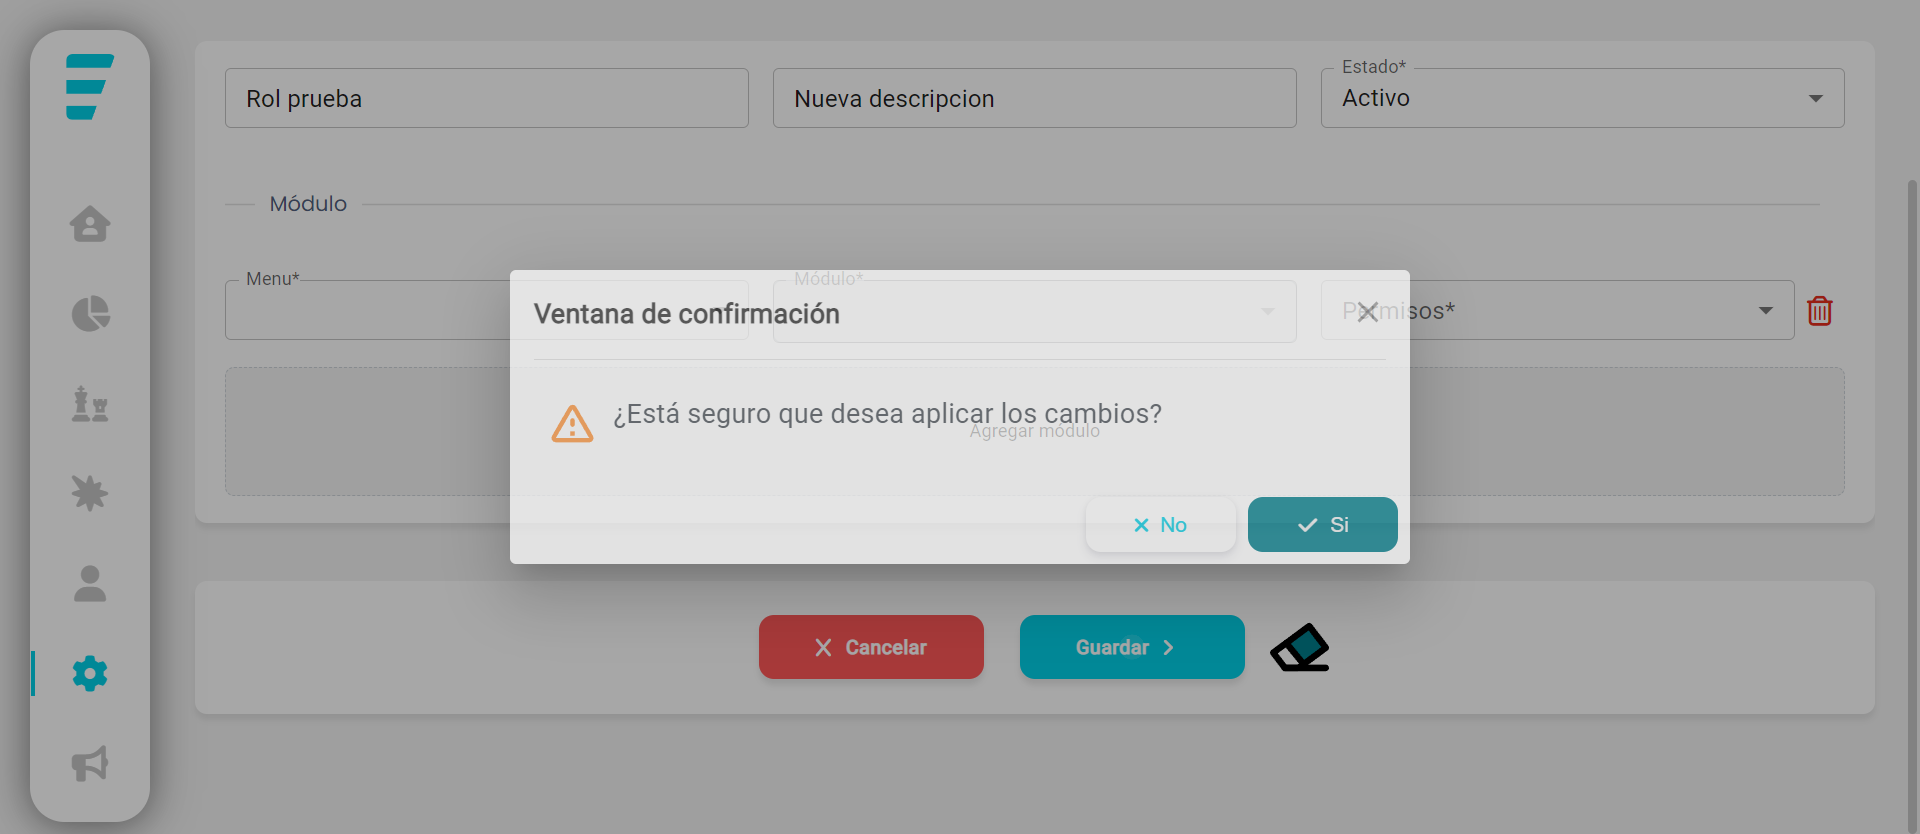 Estado*
Rol prueba
Nueva descripcion
Activo
Módulo
Menu*
Módulo*
Permisos*
Ventana de confirmación
¿Está seguro que desea aplicar los cambios?
Agregar módulo
No
Si
Cancelar
Guardar